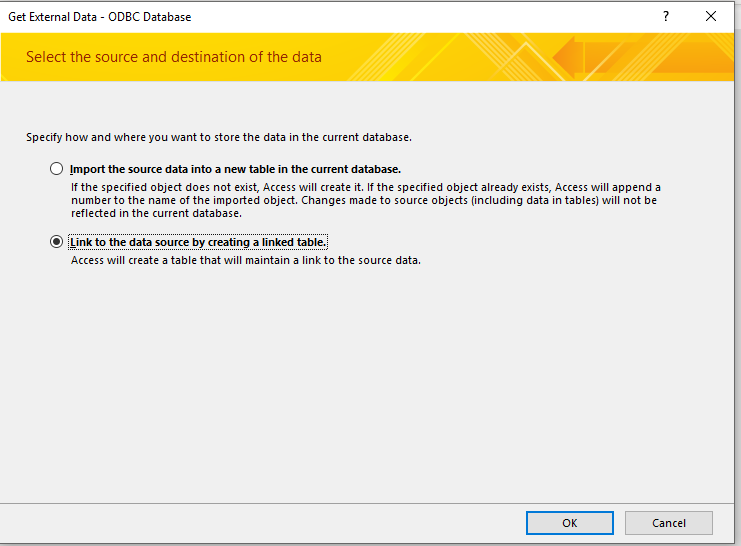 Get External Data - ODBC Database
?
Select the source and destination of the data
Specify how and where you want to store the data in the current database.
Import the source data into a new table in the current database.
If the specified object does not exist, Access will create it. If the specified object already exists, Access will append a
number to the name of the imported object. Changes made to source objects (including data in tables) will not be
reflected in the current database.
Link to the data source by creating a linked table.
Access will create a table that will maintain a link to the source data.
OK
Cancel